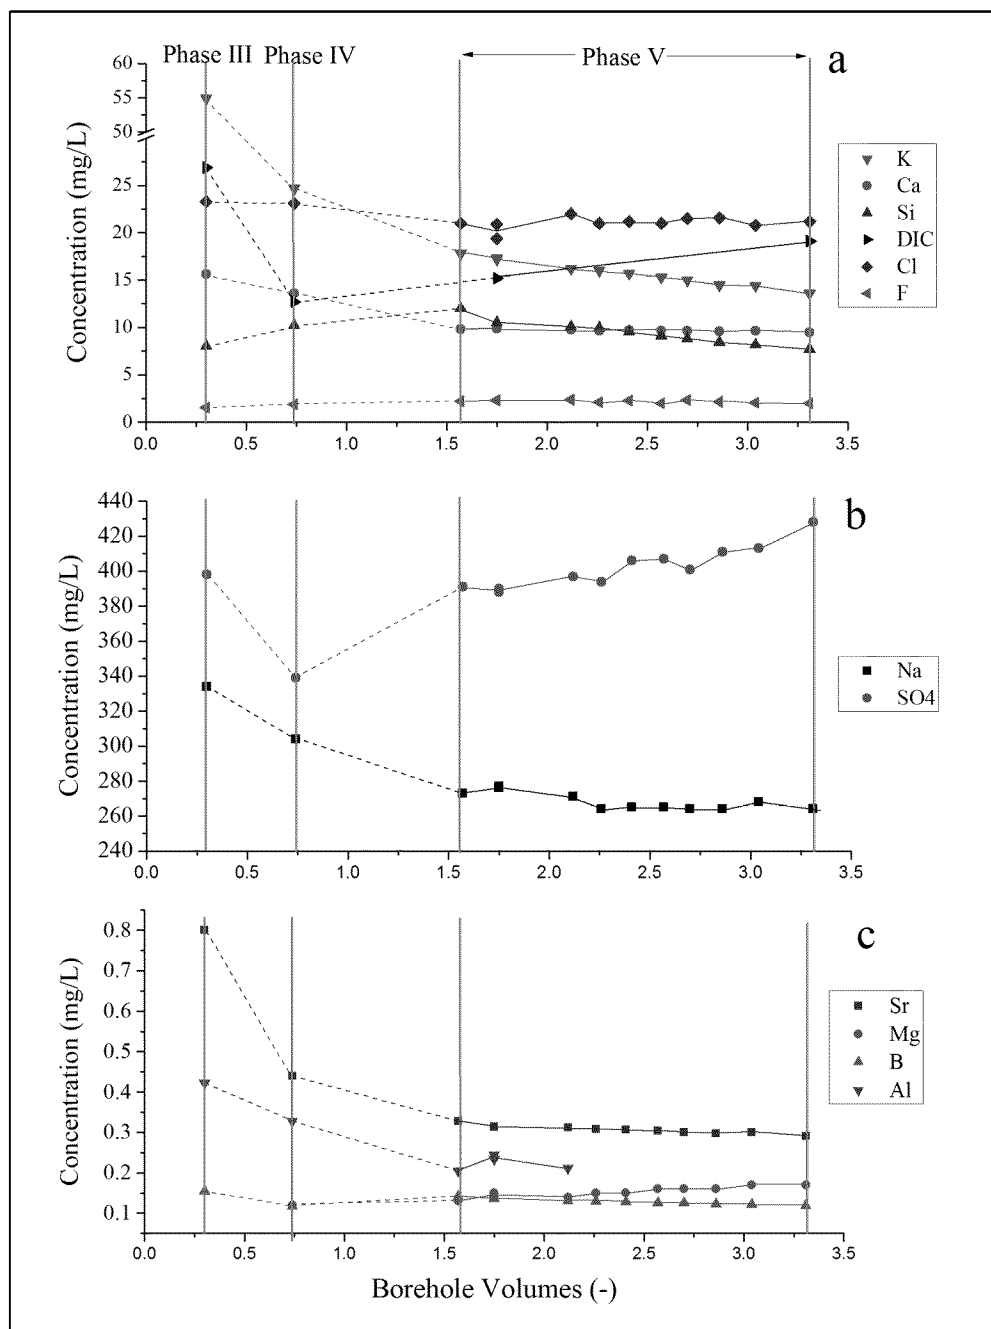 Phase III Phase IV Phase V a
60
55
50
25
20
15
10
5
0
Concentration (mg/L)
K
Ca
Si
DIC
Cl
F
0.0 0.5 1.0 1.5 2.0 2.5 3.0 3.5
b
440
420
400
380
360
340
320
300
280
260
240
Concentration (mg/L)
Na
SO4
0.0 0.5 1.0 1.5 2.0 2.5 3.0 3.5
c
0.8
0.7
0.6
0.5
0.4
0.3
0.2
0.1
Concentration (mg/L)
Sr
Mg
B
Al
0.0 0.5 1.0 1.5 2.0 2.5 3.0 3.5
Borehole Volumes (-)